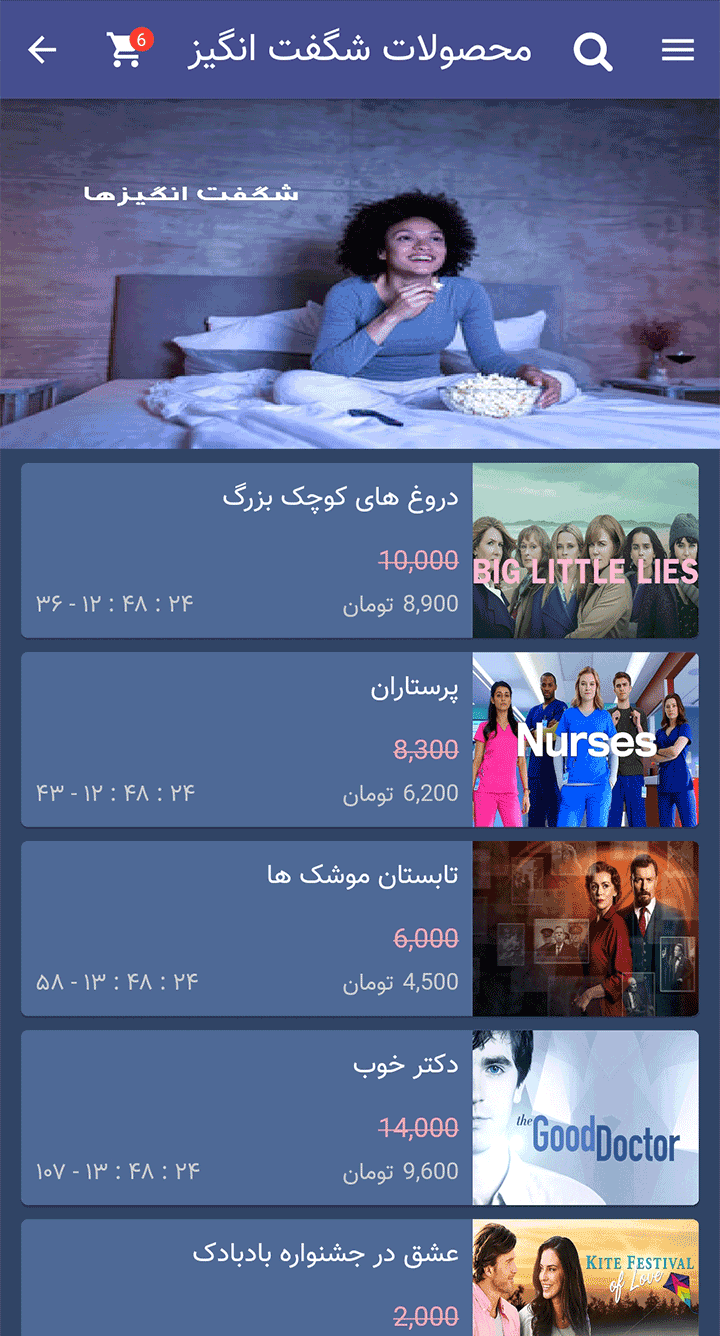 محصولات شگفت انگیز
6
شگفت انگیزها
دروغ های کوچک بزرگ
10,000
8,900 تومان
۳۶ - ۱۲ : ۴۸ : ۲۴
BIG LITTLE LIES
پرستاران
8,300
6,200 تومان
۴۳ - ۱۲ : ۴۸ : ۲۴
Nurses
تابستان موشک ها
6,000
4,500 تومان
۵۸ - ۱۳ : ۴۸ : ۲۴
دکتر خوب
14,000
9,600 تومان
۱۰۷ - ۱۳ : ۴۸ : ۲۴
the Good Doctor
عشق در جشنواره بادبادک
2,000
KITE FESTIVAL
of Love